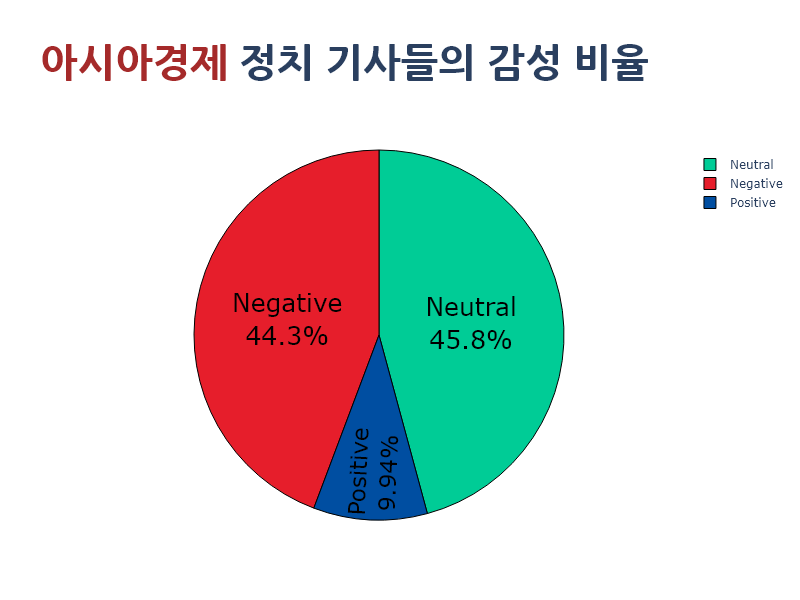 아시아경제 정치 기사들의 감성 비율
Neutral
Negative
Positive
Negative
44.3%
Neutral
45.8%
Positive
9.94%